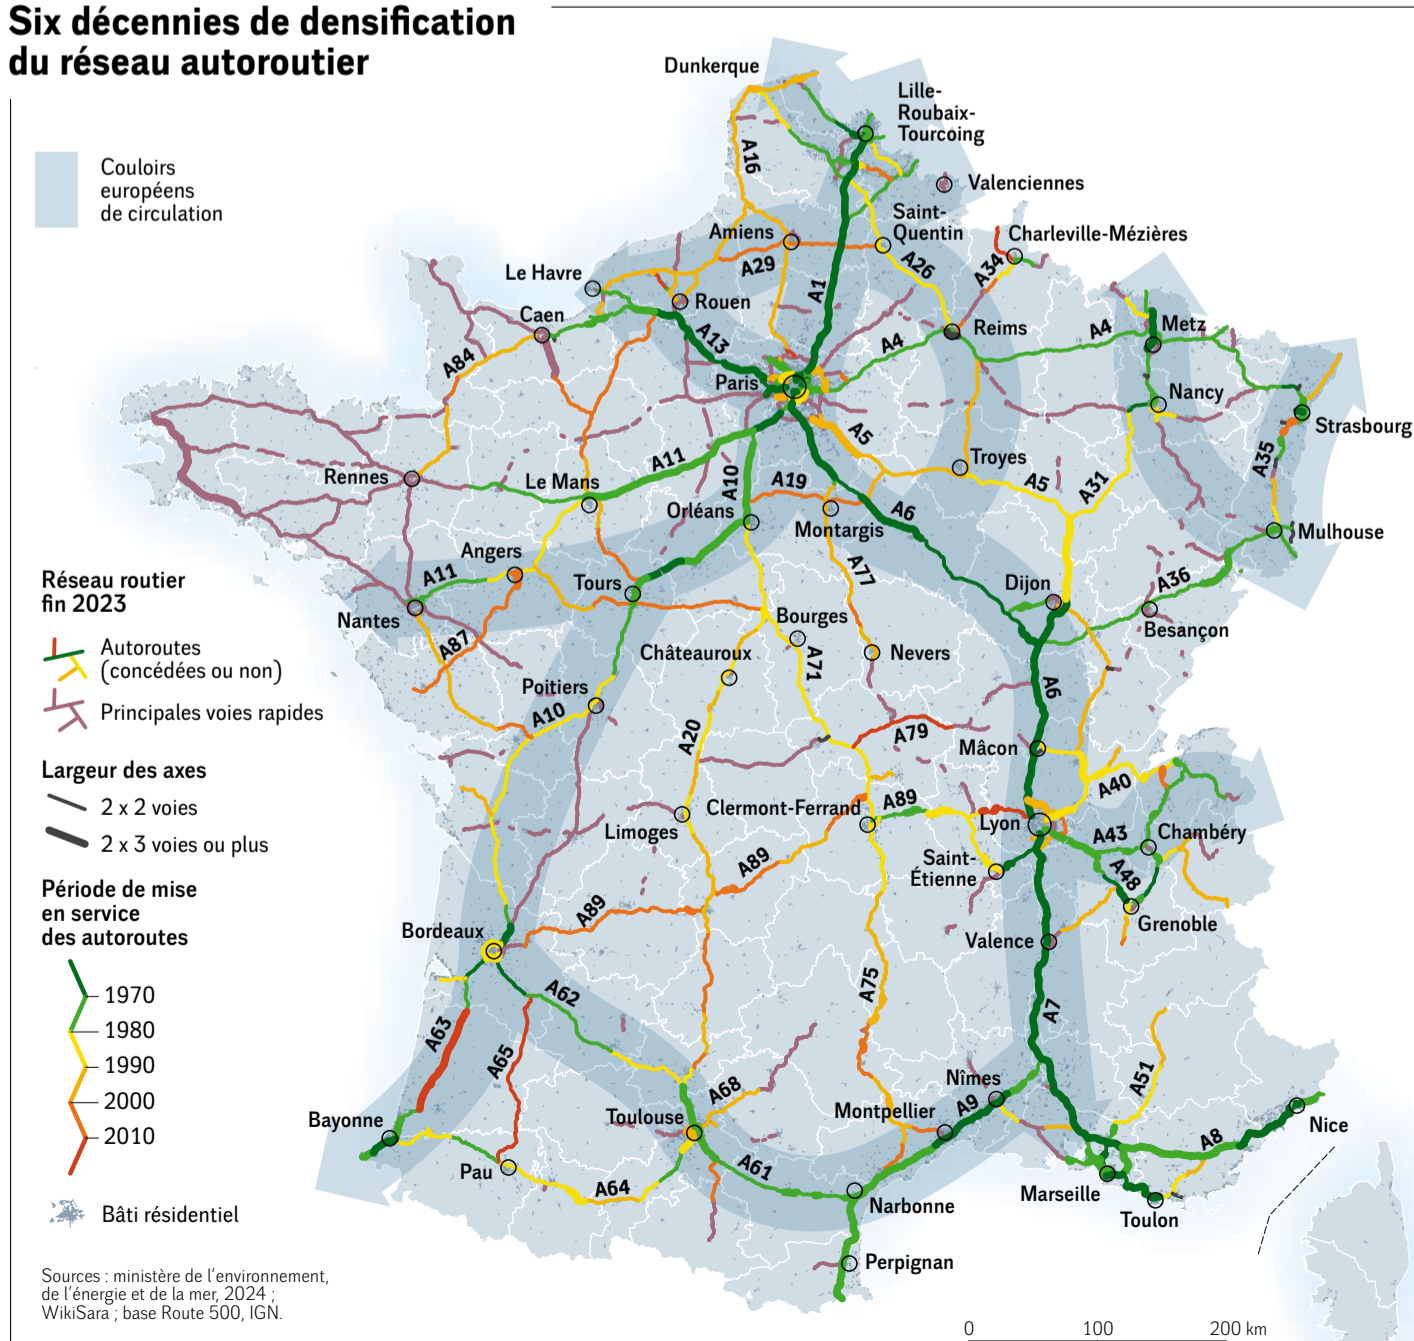 Six décennies de densification
du réseau autoroutier
Couloirs
européens
de circulation
Dunkerque
Lille-
Roubaix-
Tourcoing
A16
Valenciennes
Saint-
Quentin
Amiens
Charleville-Mézières
A29
A26
A34
Le Havre
Rouen
A1
Caen
A13
Reims
A4
A4
Metz
A84
Paris
Nancy
Strasbourg
A5
A35
A11
Troyes
Rennes
Le Mans
A10
A19
A5
A31
Orléans
Montargis
A6
Mulhouse
Angers
A11
Tours
A77
Dijon
A36
Nantes
Bourges
Besançon
A87
Châteauroux
A71
Nevers
Poitiers
A6
A10
A20
A79
Mâcon
A40
Clermont-Ferrand
A89
Lyon
A43
Chambéry
Limoges
A89
Saint-
Étienne
A48
A89
Grenoble
Bordeaux
Valence
A62
A75
A7
A63
A65
A51
Nîmes
A68
Bayonne
Toulouse
Montpellier
A9
Nice
A8
Pau
A61
A64
Marseille
Narbonne
Toulon
Perpignan
Réseau routier
fin 2023
Autoroutes
(concédées ou non)
Principales voies rapides
Largeur des axes
2 x 2 voies
2 x 3 voies ou plus
Période de mise
en service
des autoroutes
1970
1980
1990
2000
2010
Bâti résidentiel
Sources : ministère de l’environnement,
de l’énergie et de la mer, 2024 ;
WikiSara ; base Route 500, IGN.
0 100 200 km